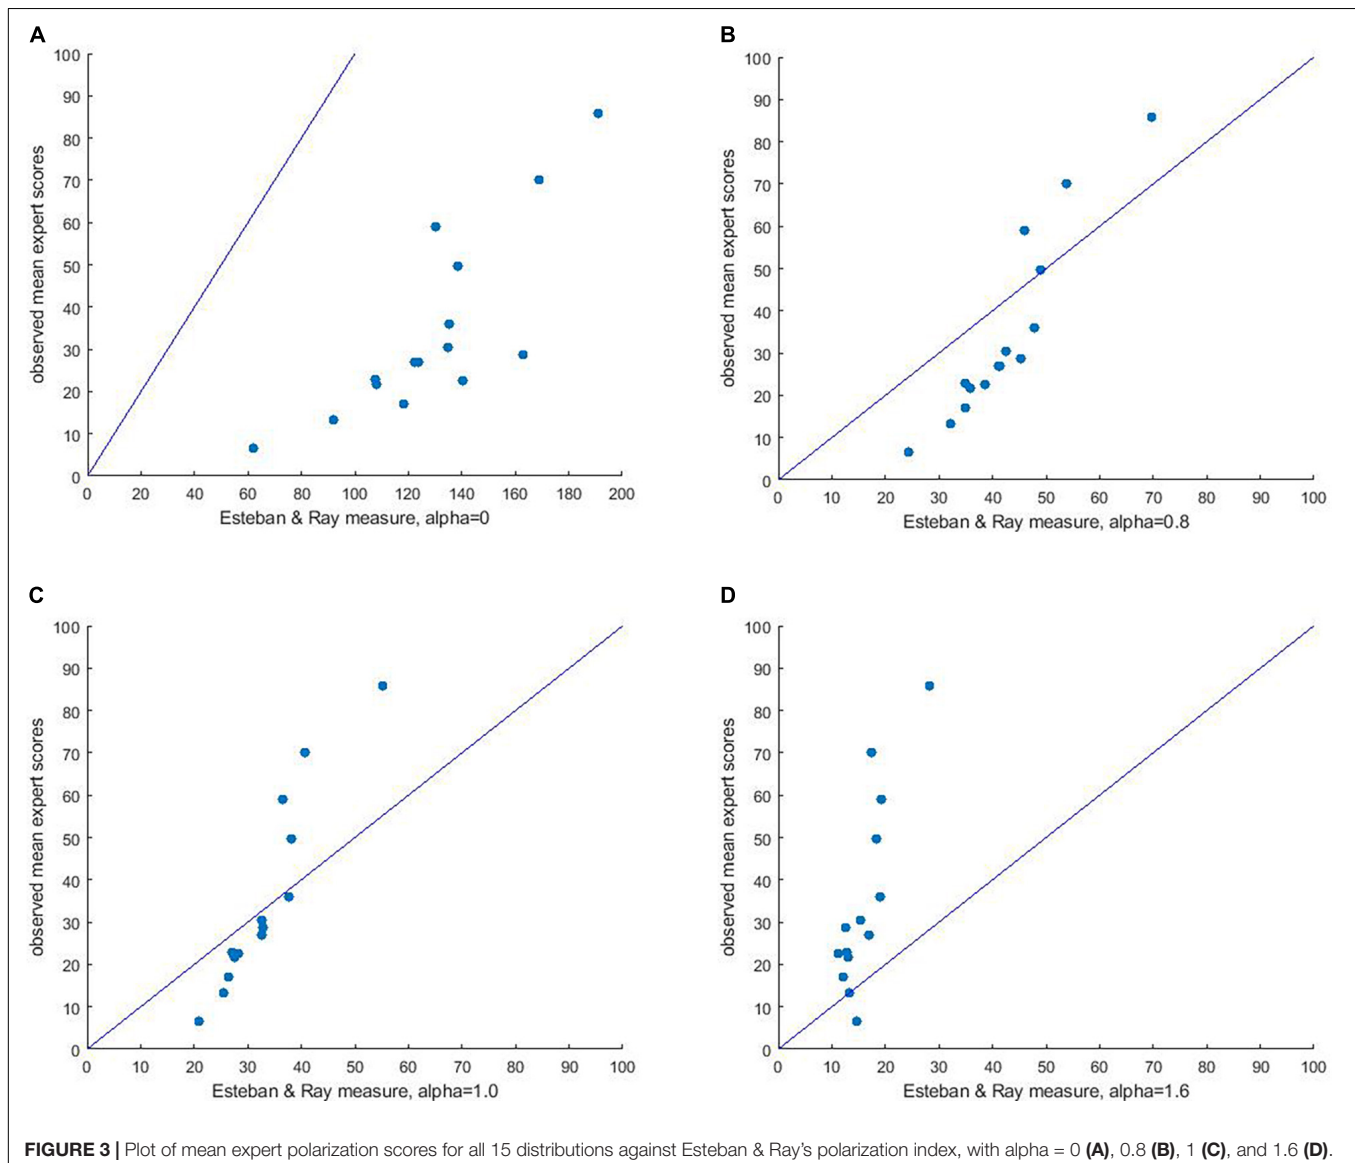 A
100
90
80
70
60
50
40
30
20
10
0
observed mean expert scores
0 20 40 60 80 100 120 140 160 180 200
Esteban & Ray measure, alpha=0
B
100
90
80
70
60
50
40
30
20
10
0
observed mean expert scores
0 10 20 30 40 50 60 70 80 90 100
Esteban & Ray measure, alpha=0.8
C
100
90
80
70
60
50
40
30
20
10
0
observed mean expert scores
0 10 20 30 40 50 60 70 80 90 100
Esteban & Ray measure, alpha=1.0
D
100
90
80
70
60
50
40
30
20
10
0
observed mean expert scores
0 10 20 30 40 50 60 70 80 90 100
Esteban & Ray measure, alpha=1.6
FIGURE 3 | Plot of mean expert polarization scores for all 15 distributions against Esteban & Ray's polarization index, with alpha = 0 (A), 0.8 (B), 1 (C), and 1.6 (D).